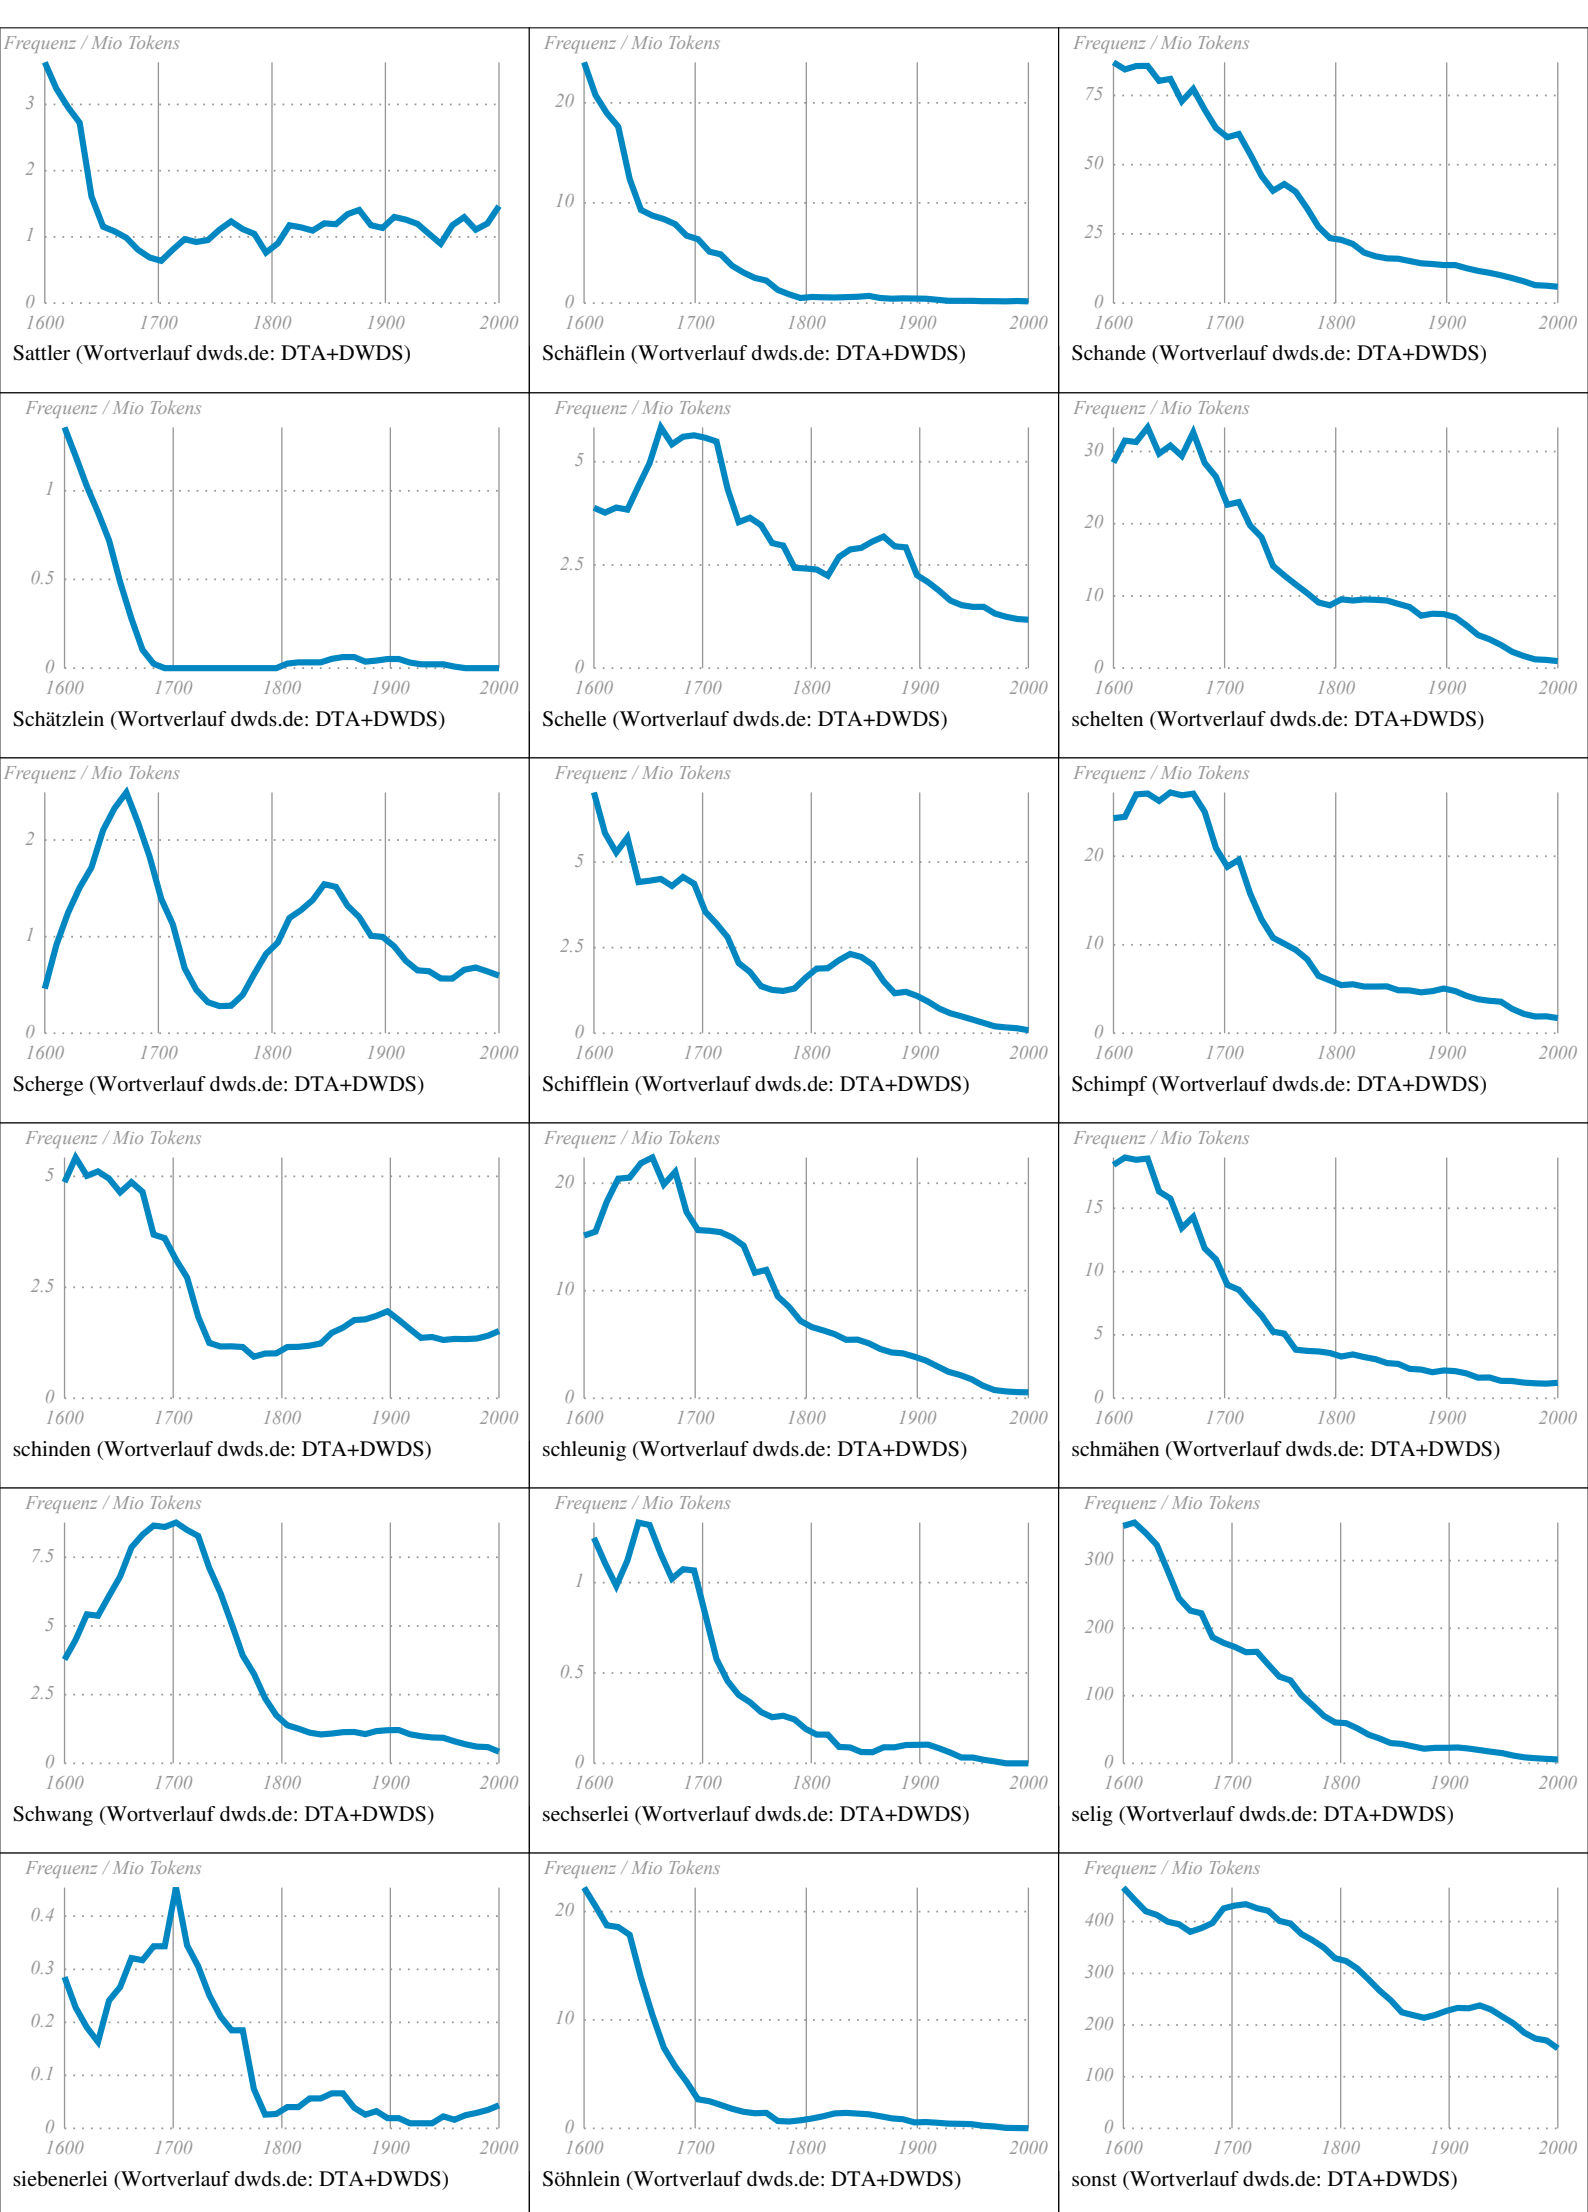 Frequenz / Mio Tokens
3
2
1
0
1600 1700 1800 1900 2000
Sattler (Wortverlauf dwds.de: DTA+DWDS)
Frequenz / Mio Tokens
20
10
0
1600 1700 1800 1900 2000
Schäflein (Wortverlauf dwds.de: DTA+DWDS)
Frequenz / Mio Tokens
75
50
25
0
1600 1700 1800 1900 2000
Schande (Wortverlauf dwds.de: DTA+DWDS)
Frequenz / Mio Tokens
1
0.5
0
1600 1700 1800 1900 2000
Schätzlein (Wortverlauf dwds.de: DTA+DWDS)
Frequenz / Mio Tokens
5
2.5
0
1600 1700 1800 1900 2000
Schelle (Wortverlauf dwds.de: DTA+DWDS)
Frequenz / Mio Tokens
30
20
10
0
1600 1700 1800 1900 2000
schelten (Wortverlauf dwds.de: DTA+DWDS)
Frequenz / Mio Tokens
2
1
0
1600 1700 1800 1900 2000
Scherge (Wortverlauf dwds.de: DTA+DWDS)
Frequenz / Mio Tokens
5
2.5
0
1600 1700 1800 1900 2000
Schifflein (Wortverlauf dwds.de: DTA+DWDS)
Frequenz / Mio Tokens
20
10
0
1600 1700 1800 1900 2000
Schimpf (Wortverlauf dwds.de: DTA+DWDS)
Frequenz / Mio Tokens
5
2.5
0
1600 1700 1800 1900 2000
schinden (Wortverlauf dwds.de: DTA+DWDS)
Frequenz / Mio Tokens
20
10
0
1600 1700 1800 1900 2000
schleunig (Wortverlauf dwds.de: DTA+DWDS)
Frequenz / Mio Tokens
15
10
5
0
1600 1700 1800 1900 2000
schmähen (Wortverlauf dwds.de: DTA+DWDS)
Frequenz / Mio Tokens
7.5
5
2.5
0
1600 1700 1800 1900 2000
Schwang (Wortverlauf dwds.de: DTA+DWDS)
Frequenz / Mio Tokens
1
0.5
0
1600 1700 1800 1900 2000
sechserlei (Wortverlauf dwds.de: DTA+DWDS)
Frequenz / Mio Tokens
300
200
100
0
1600 1700 1800 1900 2000
selig (Wortverlauf dwds.de: DTA+DWDS)
Frequenz / Mio Tokens
0.4
0.3
0.2
0.1
0
1600 1700 1800 1900 2000
siebenerlei (Wortverlauf dwds.de: DTA+DWDS)
Frequenz / Mio Tokens
20
10
0
1600 1700 1800 1900 2000
Söhnlein (Wortverlauf dwds.de: DTA+DWDS)
Frequenz / Mio Tokens
400
300
200
100
0
1600 1700 1800 1900 2000
sonst (Wortverlauf dwds.de: DTA+DWDS)